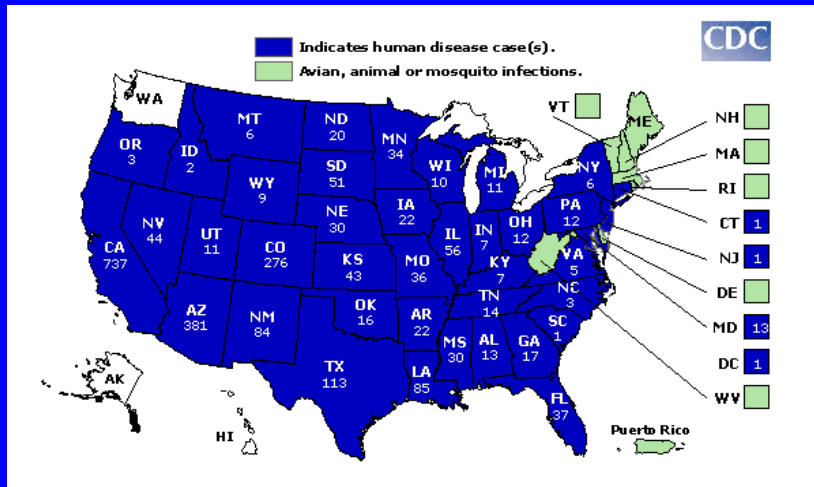 Indicates human disease case(s).
Avian, animal or mosquito infections.
CDC
WA
MT
6
ND
20
MN
34
VT
ME
NH
OR
3
ID
2
SD
51
WI
10
MI
11
NY
6
MA
WY
9
RI
NV
44
UT
11
NE
30
IA
22
PA
12
CT 1
CA
737
CO
276
KS
43
IL
56
IN
7
OH
12
NJ 1
MO
36
KY
7
VA
5
DE
AZ
381
NM
84
OK
16
AR
22
TN
14
NC
3
MD 13
SC
1
MS
30
AL
13
GA
17
DC 1
TX
113
LA
85
WV
AK
FL
37
HI
Puerto Rico